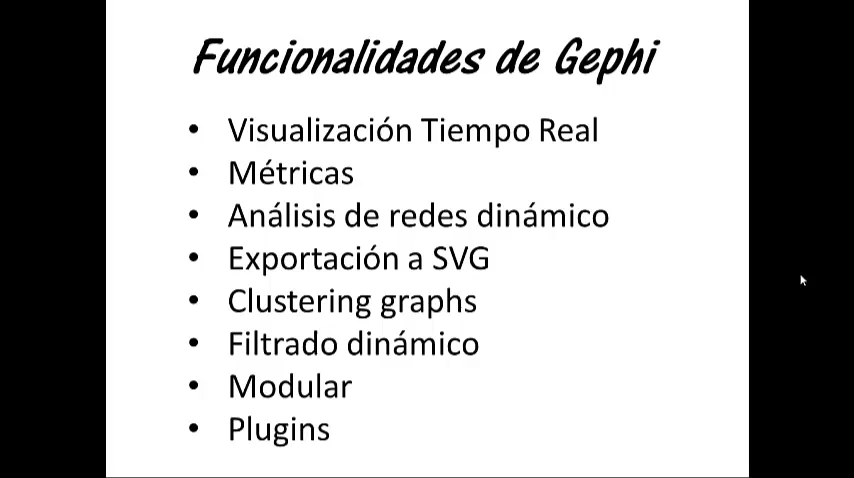 Funcionalidades de Gephi
• Visualización Tiempo Real
• Métricas
• Análisis de redes dinámico
• Exportación a SVG
• Clustering graphs
• Filtrado dinámico
• Modular
• Plugins